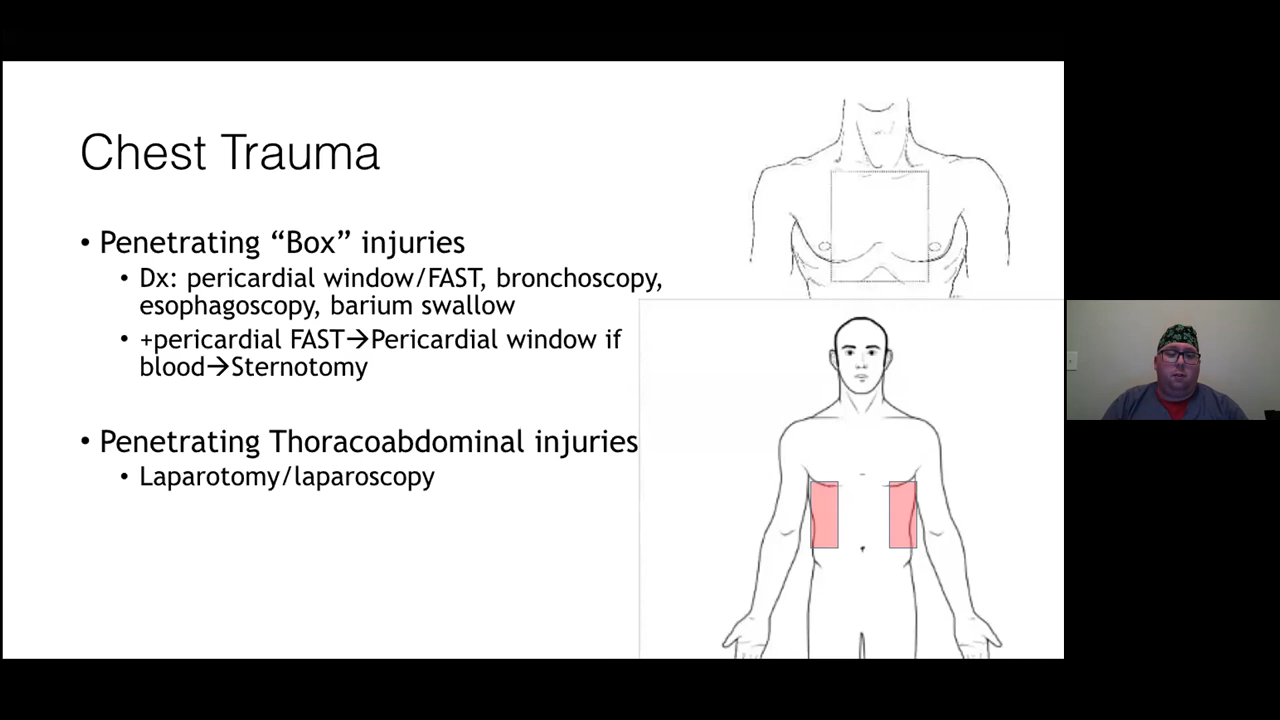 Chest Trauma
• Penetrating “Box” injuries
• Dx: pericardial window/FAST, bronchoscopy,
esophagoscopy, barium swallow
• +pericardial FAST→Pericardial window if
blood→Sternotomy
• Penetrating Thoracoabdominal injuries
• Laparotomy/laparoscopy